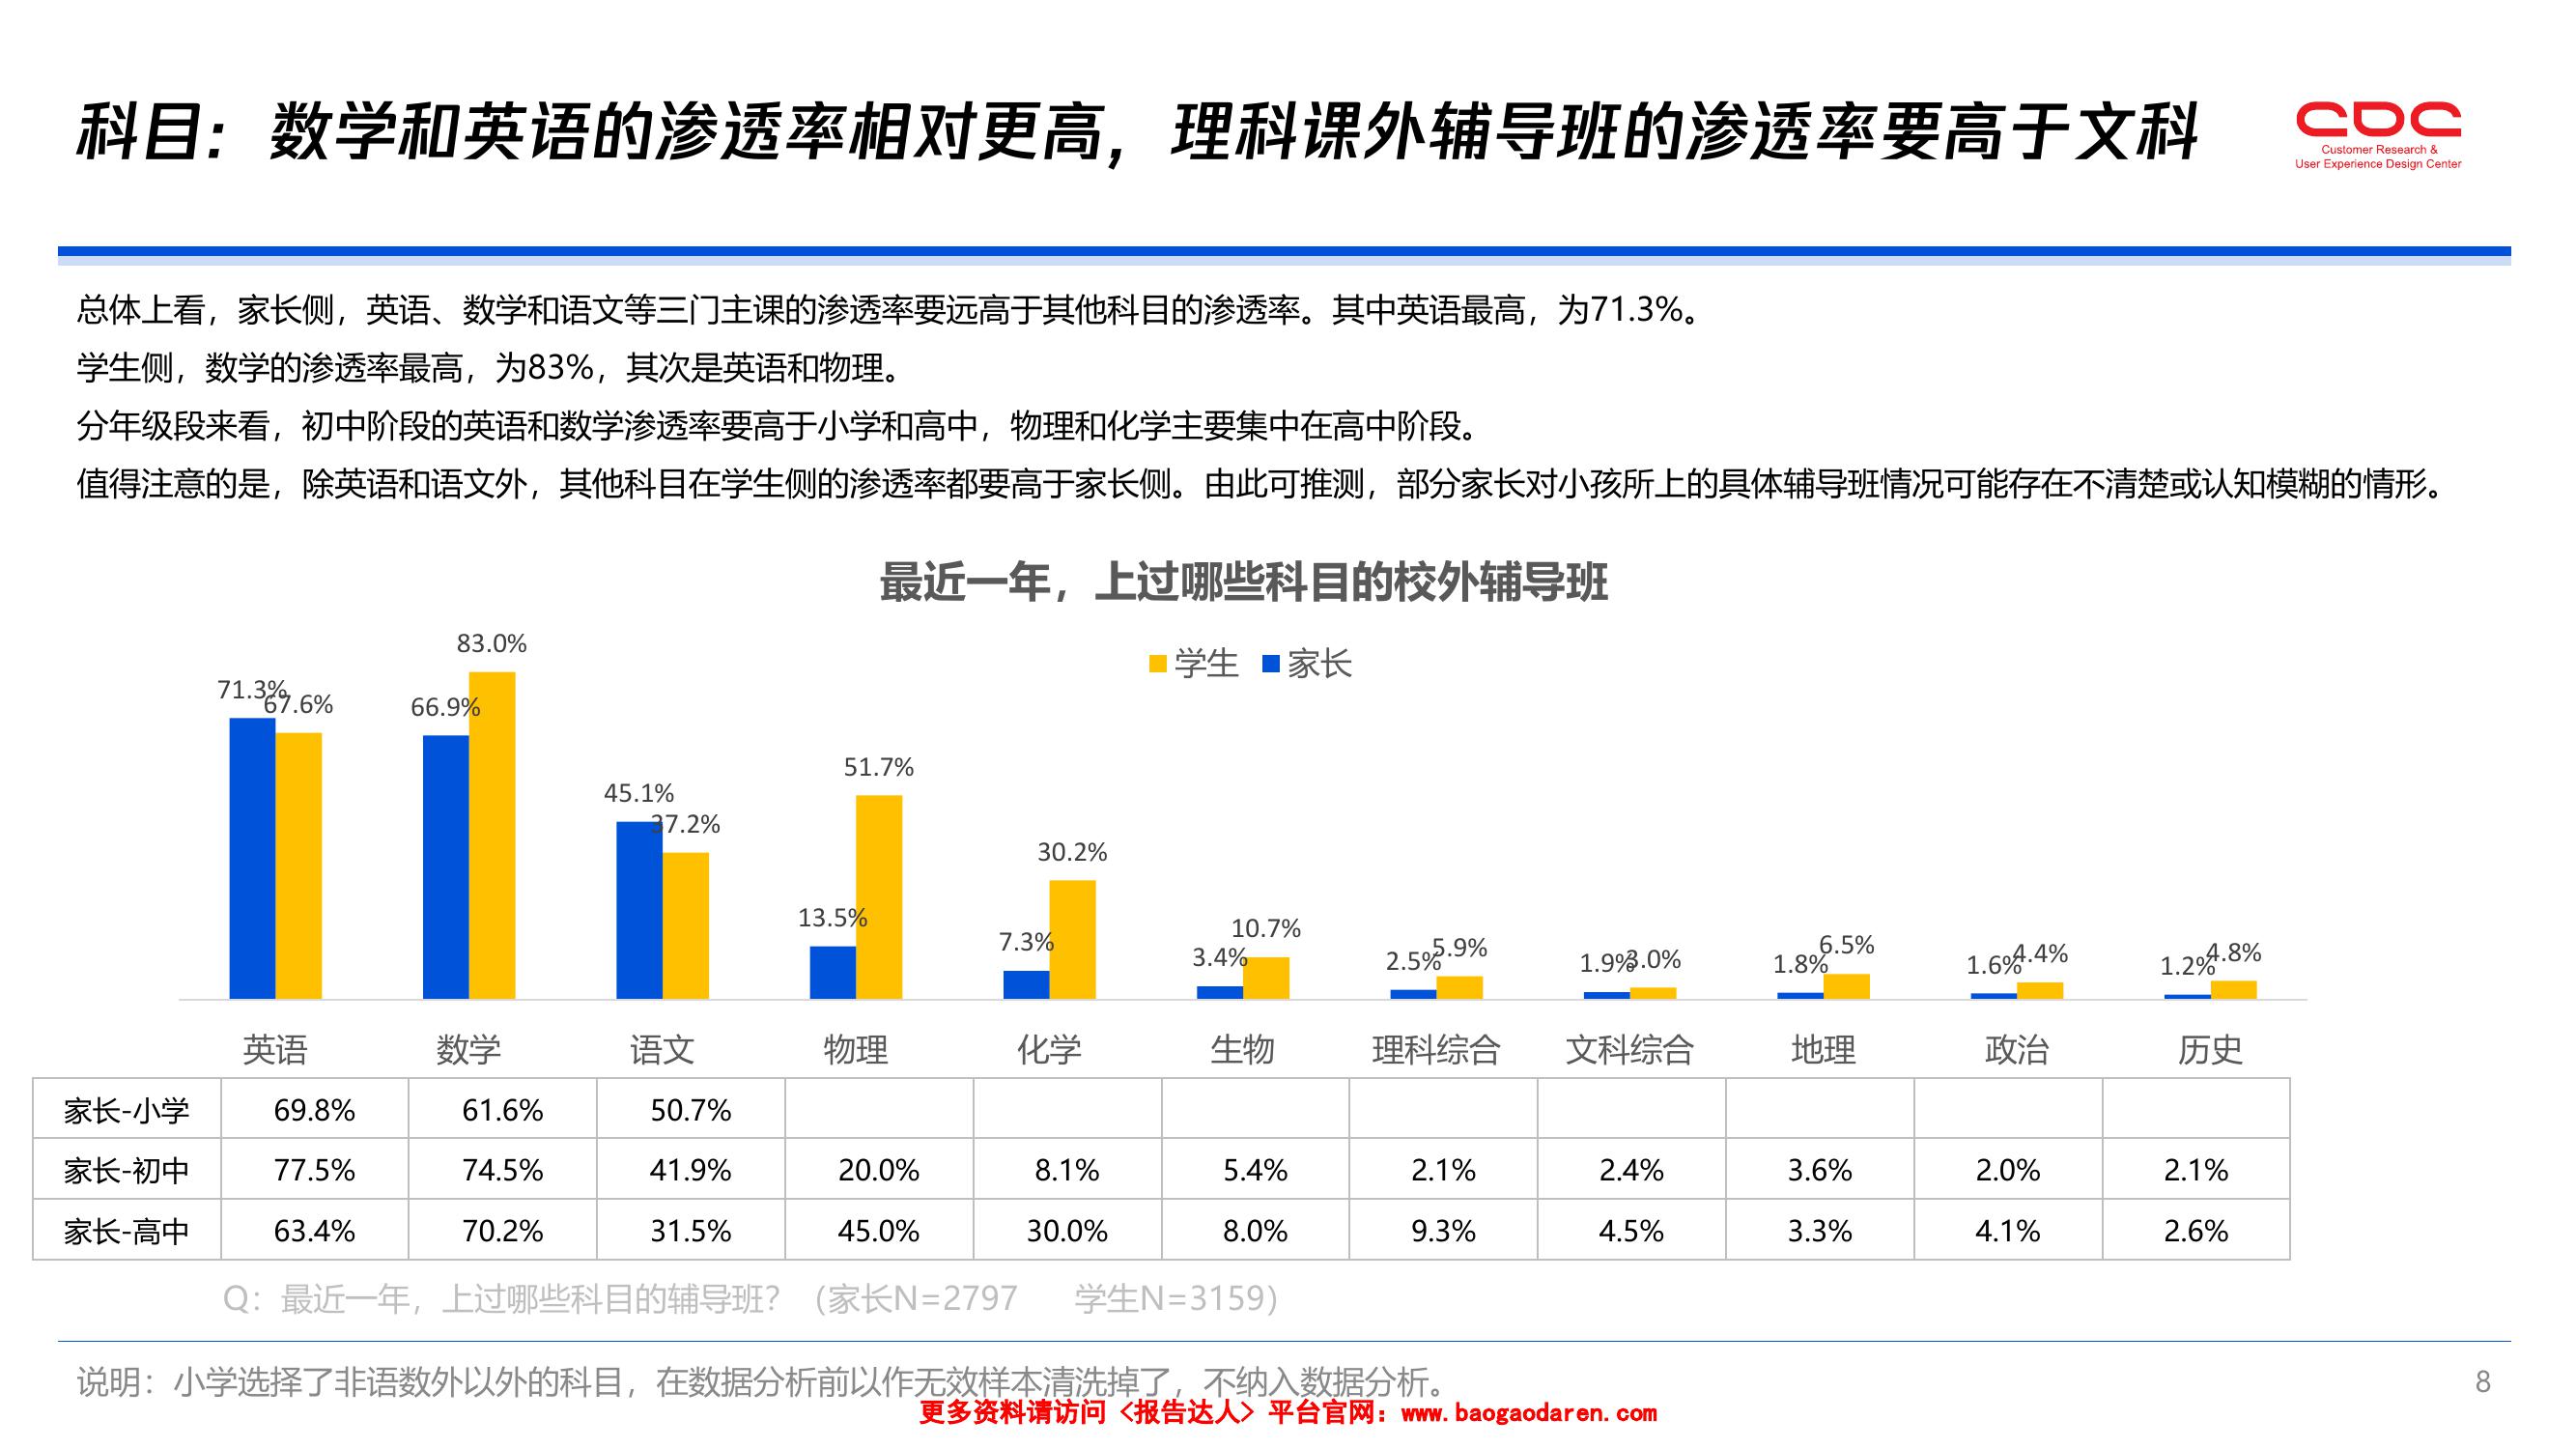 科目：数学和英语的渗透率相对更高，理科课外辅导班的渗透率要高于文科
CDC
Customer Research &
User Experience Design Center
总体上看，家长侧，英语、数学和语文等三门主课的渗透率要远高于其他科目的渗透率。其中英语最高，为71.3%。
学生侧，数学的渗透率最高，为83%，其次是英语和物理。
分年级段来看，初中阶段的英语和数学渗透率要高于小学和高中，物理和化学主要集中在高中阶段。
值得注意的是，除英语和语文外，其他科目在学生侧的渗透率都要高于家长侧。由此可推测，部分家长对小孩所上的具体辅导班情况可能存在不清楚或认知模糊的情形。
最近一年，上过哪些科目的校外辅导班
学生 家长
71.3% 67.6% 66.9% 83.0% 45.1% 37.2% 13.5% 51.7% 7.3% 30.2% 3.4% 10.7% 2.5% 5.9% 1.9% 3.0% 1.8% 6.5% 1.6% 4.4% 1.2% 4.8%
英语 数学 语文 物理 化学 生物 理科综合 文科综合 地理 政治 历史
家长-小学 69.8% 61.6% 50.7%
家长-初中 77.5% 74.5% 41.9% 20.0% 8.1% 5.4% 2.1% 2.4% 3.6% 2.0% 2.1%
家长-高中 63.4% 70.2% 31.5% 45.0% 30.0% 8.0% 9.3% 4.5% 3.3% 4.1% 2.6%
Q：最近一年，上过哪些科目的辅导班？（家长N=2797 学生N=3159）
说明：小学选择了非语数外以外的科目，在数据分析前以作无效样本清洗掉了，不纳入数据分析。
8
更多资料请访问〈报告达人〉平台官网：www.baogaodaren.com